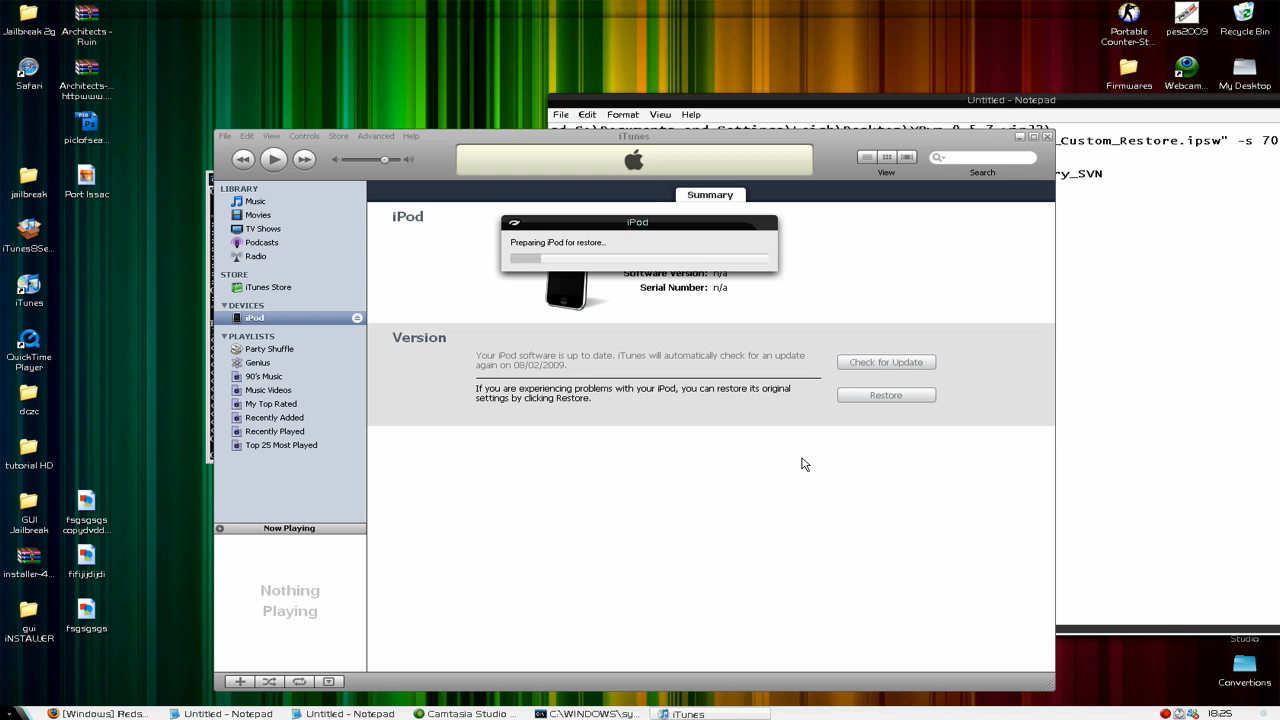 Jailbreak 2g
Architects - Ruin
Safari
Architects- httpwww....
piclofsea...
jailbreak
Port Issac
iTunes8Se...
iTunes
QuickTime Player
dczc
tutorial HD
GUI Jailbreak
fsgsgsgs copydvdd...
installer-4...
fifijjdijdi
gui iNSTALLER
fsgsgsgs
Portable Counter-St...
pes2009
Recycle Bin
Firmwares
Webcam...
My Desktop
Untitled - Notepad
File Edit Format View Help
_Custom_Restore.ipsw" -s 70
ry_SVN
Studio
Convertions
iTunes
File Edit View Controls Store Advanced Help
View
Search
LIBRARY
Music
Movies
TV Shows
Podcasts
Radio
STORE
iTunes Store
DEVICES
iPod
PLAYLISTS
Party Shuffle
Genius
90's Music
Music Videos
My Top Rated
Recently Added
Recently Played
Top 25 Most Played
Now Playing
Nothing
Playing
Summary
iPod
iPod
Preparing iPod for restore...
Software Version: n/a
Serial Number: n/a
Version
Your iPod software is up to date. iTunes will automatically check for an update
again on 08/02/2009.
Check for Update
If you are experiencing problems with your iPod, you can restore its original
settings by clicking Restore.
Restore
[Windows] Reds...
Untitled - Notepad
Untitled - Notepad
Camtasia Studio ...
C:\WINDOWS\sy...
iTunes
18:25